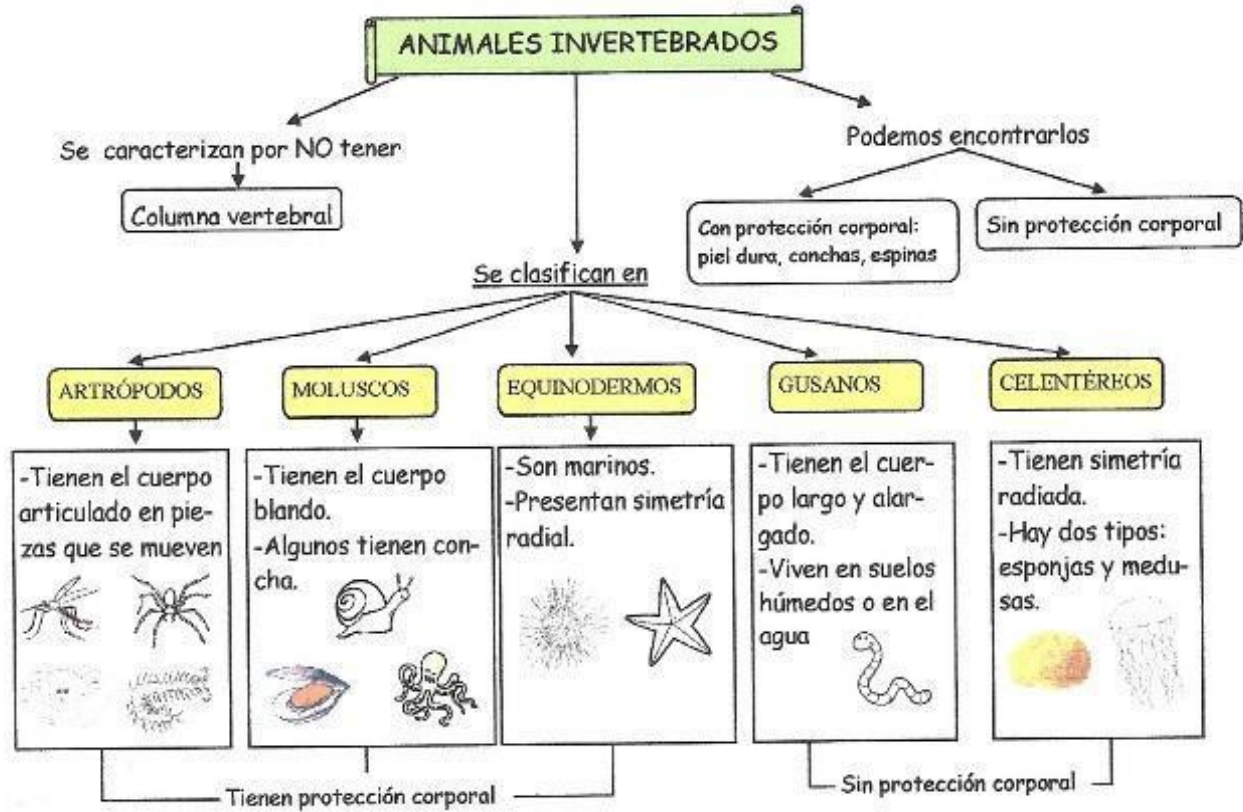 ANIMALES INVERTEBRADOS
Se caracterizan por NO tener
Columna vertebral
Podemos encontrarlos
Con protección corporal:
piel dura, conchas, espinas
Sin protección corporal
Se clasifican en
ARTRÓPODOS
-Tienen el cuerpo
articulado en pie-
zas que se mueven
MOLUSCOS
-Tienen el cuerpo
blando.
-Algunos tienen con-
cha.
EQUINODERMOS
-Son marinos.
-Presentan simetría
radial.
GUSANOS
-Tienen el cuer-
po largo y alar-
gado.
-Viven en suelos
húmedos o en el
agua
CELENTÉREOS
-Tienen simetría
radiada.
-Hay dos tipos:
esponjas y medu-
sas.
Tienen protección corporal
Sin protección corporal